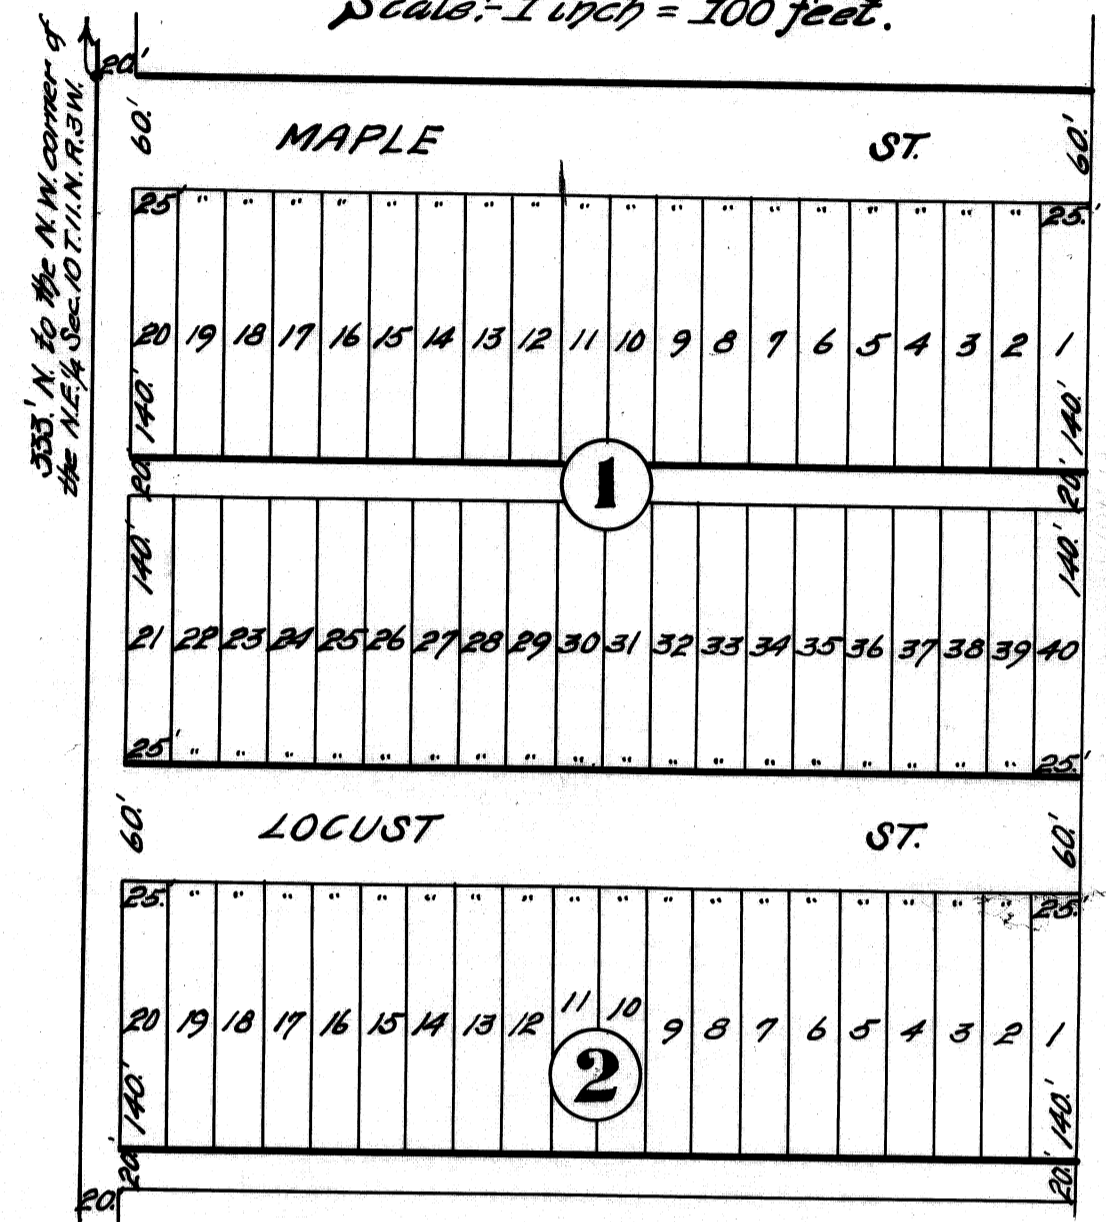 Scale:- 1 inch = 100 feet.
333.' N. to the N.W. corner of
the N.E.1/4 Sec. 10 T. 11. N. R. 3 W.
20.'
60.' MAPLE ST. 60.'
25' " " " " " " " " " " " " " " " " " " 25.'
20 19 18 17 16 15 14 13 12 11 10 9 8 7 6 5 4 3 2 1
140.' 140.'
20.' 1 20.'
140.' 140.'
21 22 23 24 25 26 27 28 29 30 31 32 33 34 35 36 37 38 39 40
25' " " " " " " " " " " " " " " " " " " 25.'
60.' LOCUST ST. 60.'
25. " " " " " " " " " " " " " " " " " " 25.'
20 19 18 17 16 15 14 13 12 11 10 9 8 7 6 5 4 3 2 1
140.' 2 140.'
20.' 20.'
20.'